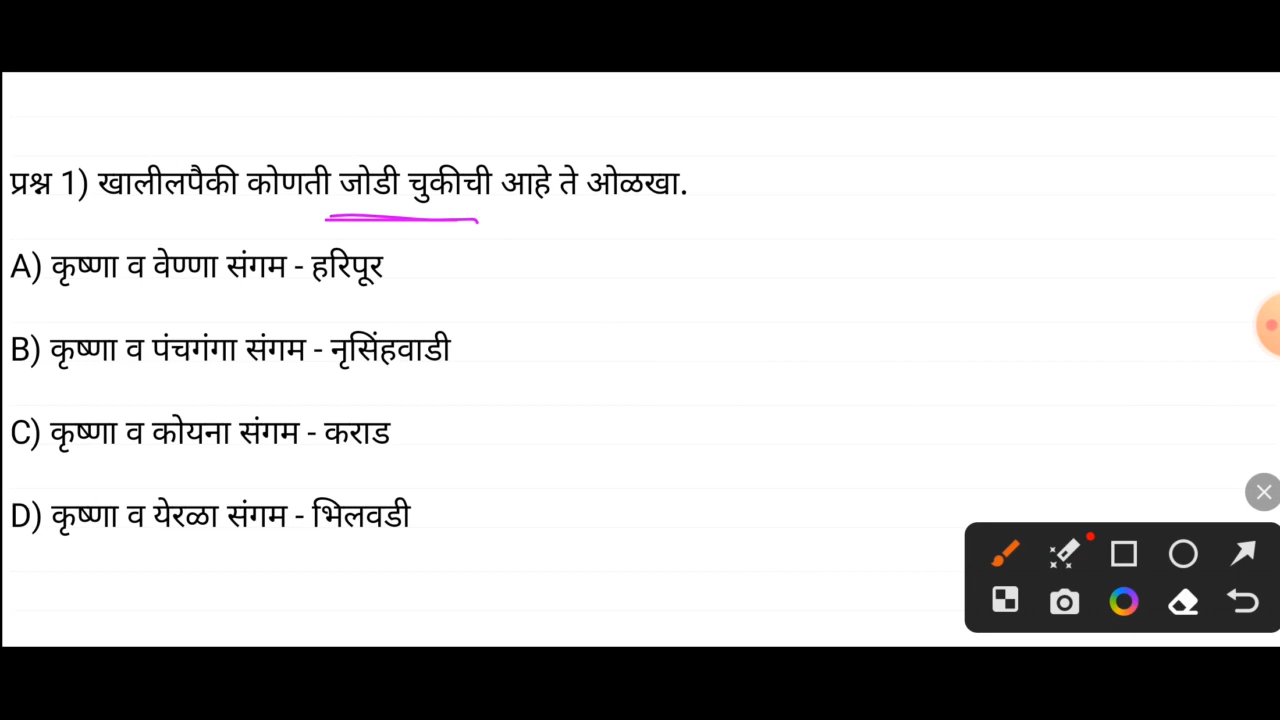 प्रश्न 1) खालीलपैकी कोणती जोडी चुकीची आहे ते ओळखा.
A) कृष्णा व वेण्णा संगम - हरिपूर
B) कृष्णा व पंचगंगा संगम - नृसिंहवाडी
C) कृष्णा व कोयना संगम - कराड
D) कृष्णा व येरळा संगम - भिलवडी